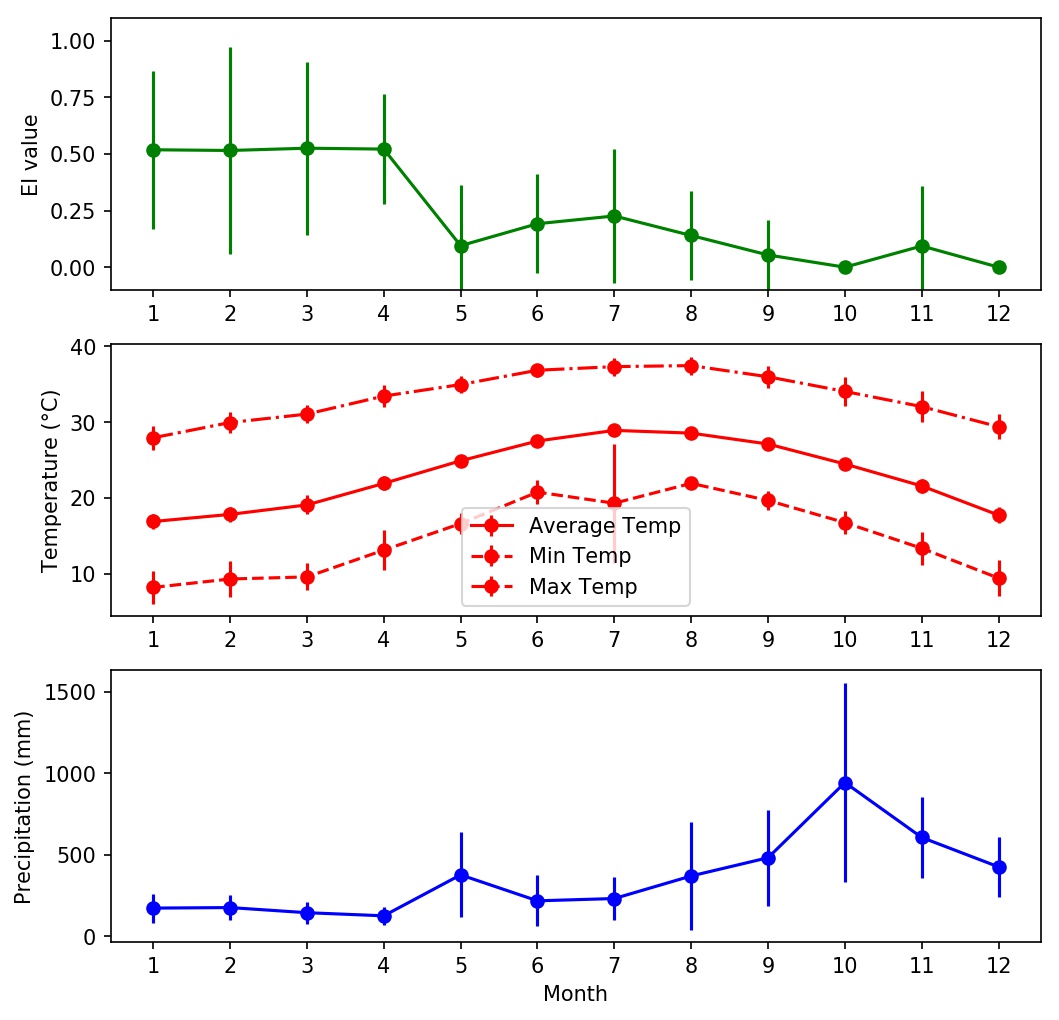 1.00
0.75
0.50
0.25
0.00
EI value
1 2 3 4 5 6 7 8 9 10 11 12
40
30
20
10
Temperature (°C)
Average Temp
Min Temp
Max Temp
1 2 3 4 5 6 7 8 9 10 11 12
1500
1000
500
0
Precipitation (mm)
1 2 3 4 5 6 7 8 9 10 11 12
Month